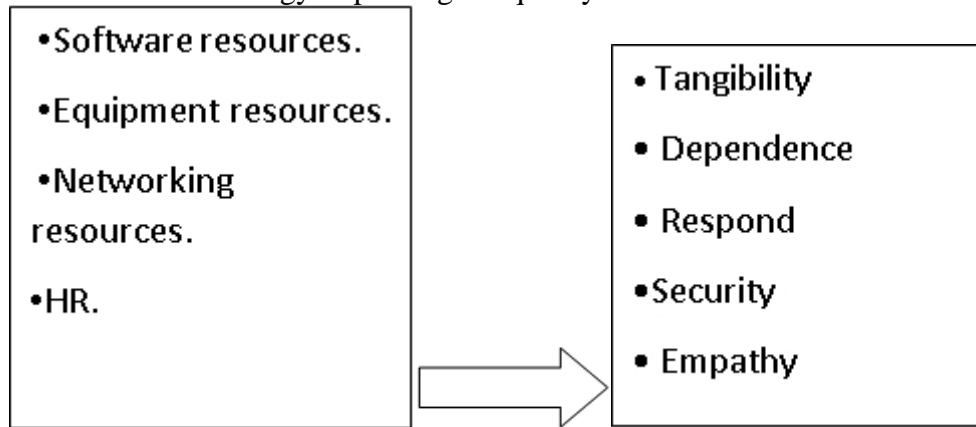 •Software resources.
•Equipment resources.
•Networking
resources.
•HR.
• Tangibility
• Dependence
• Respond
•Security
• Empathy